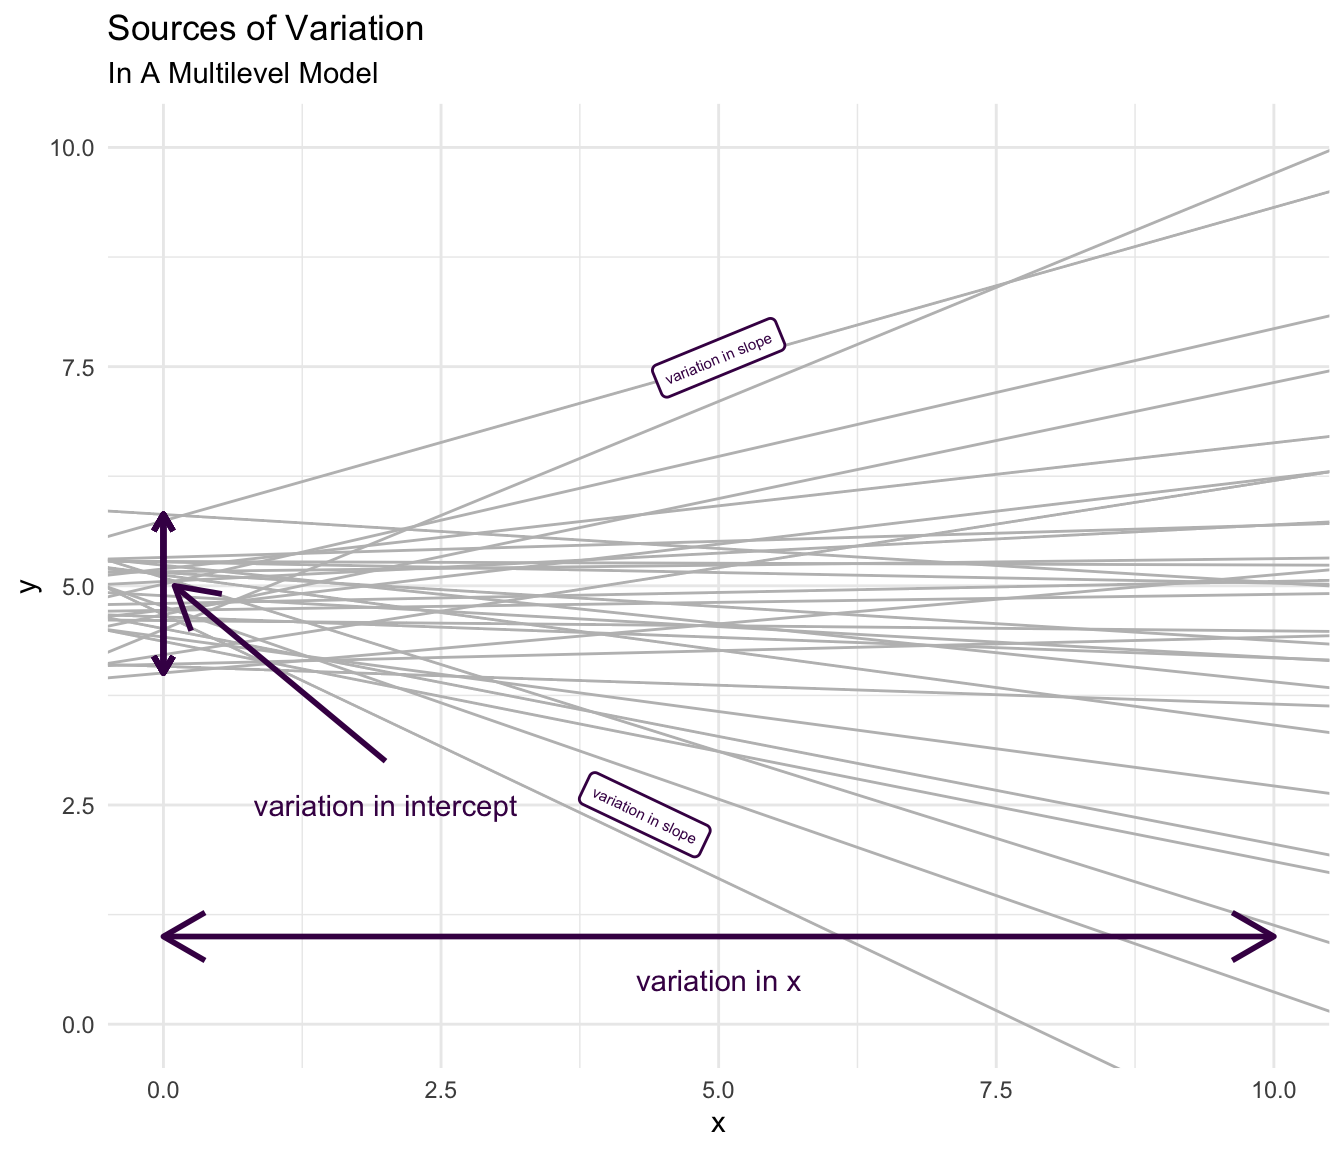 Sources of Variation
In A Multilevel Model
10.0
7.5
5.0
2.5
0.0
y
variation in slope
variation in slope
variation in intercept
variation in x
0.0 2.5 5.0 7.5 10.0
x